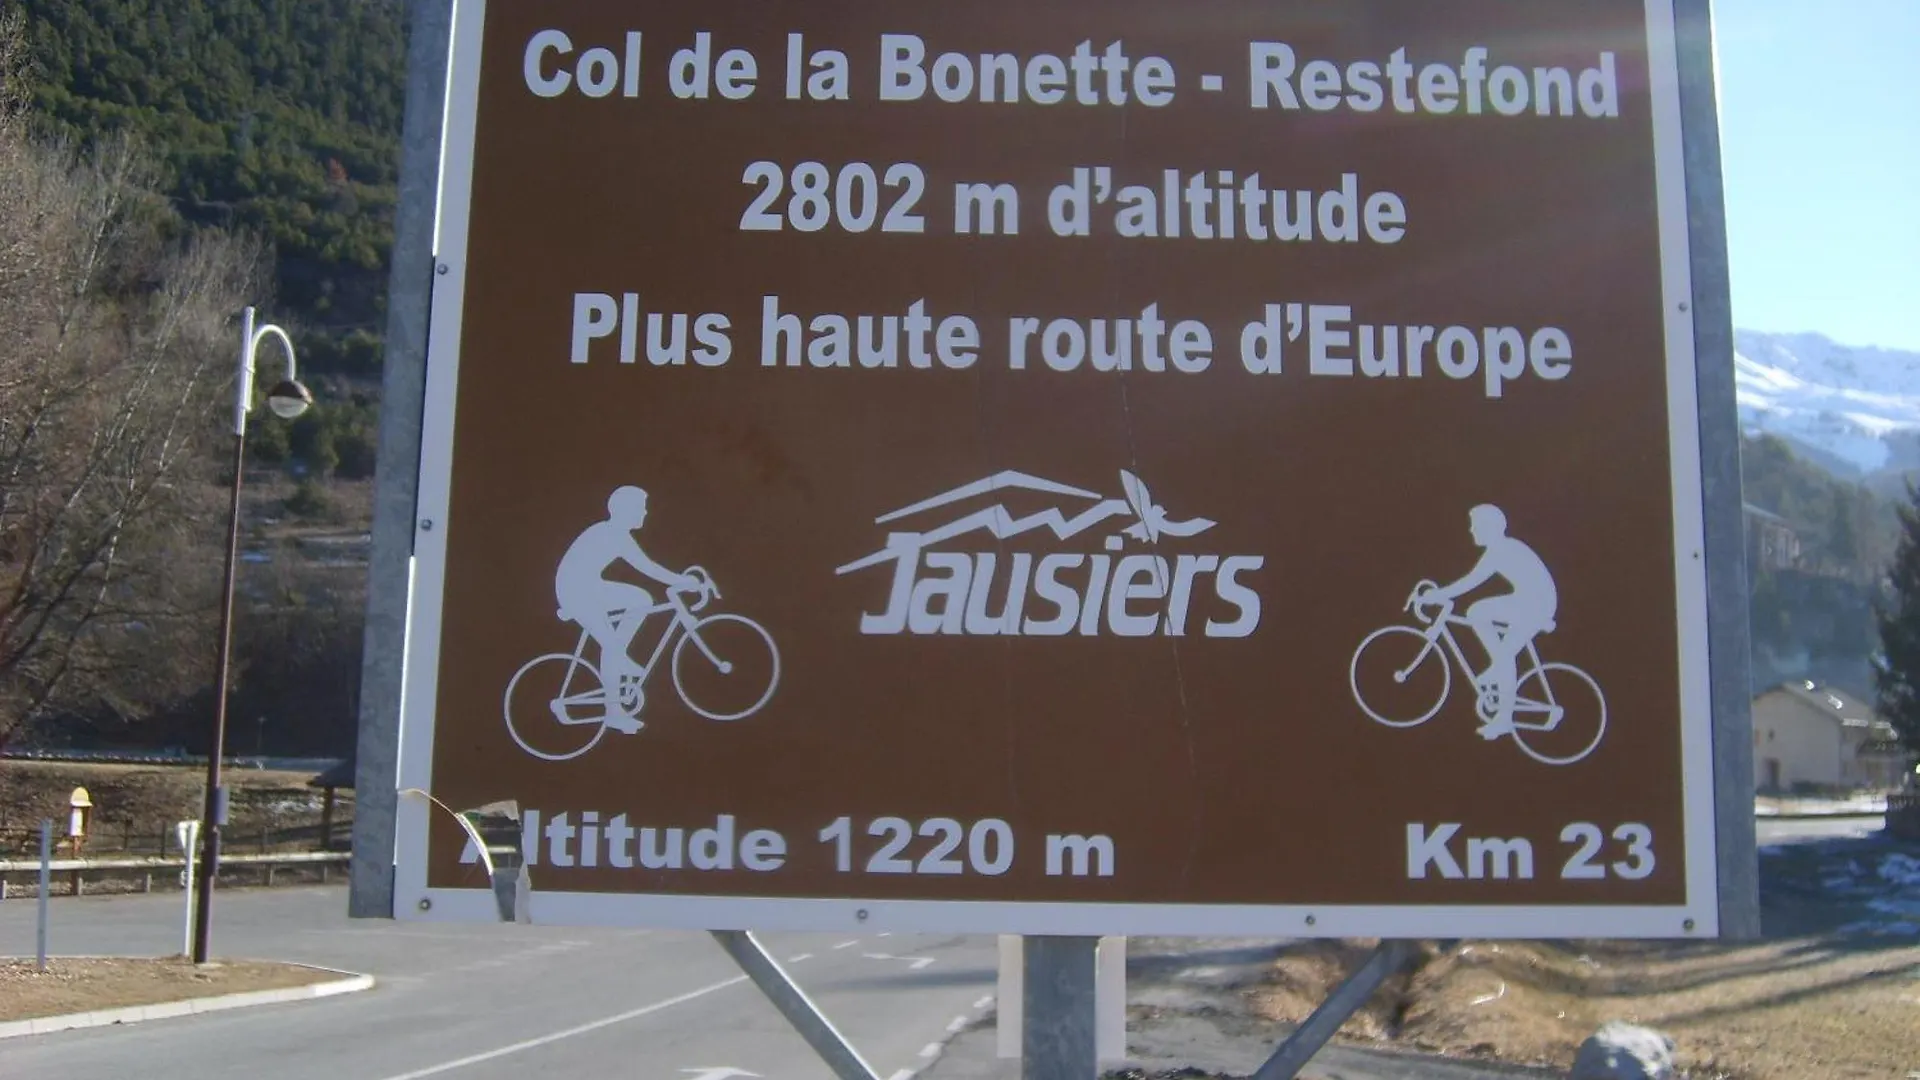 Col de la Bonette - Restefond
2802 m d’altitude
Plus haute route d’Europe
Jausiers
Altitude 1220 m
Km 23